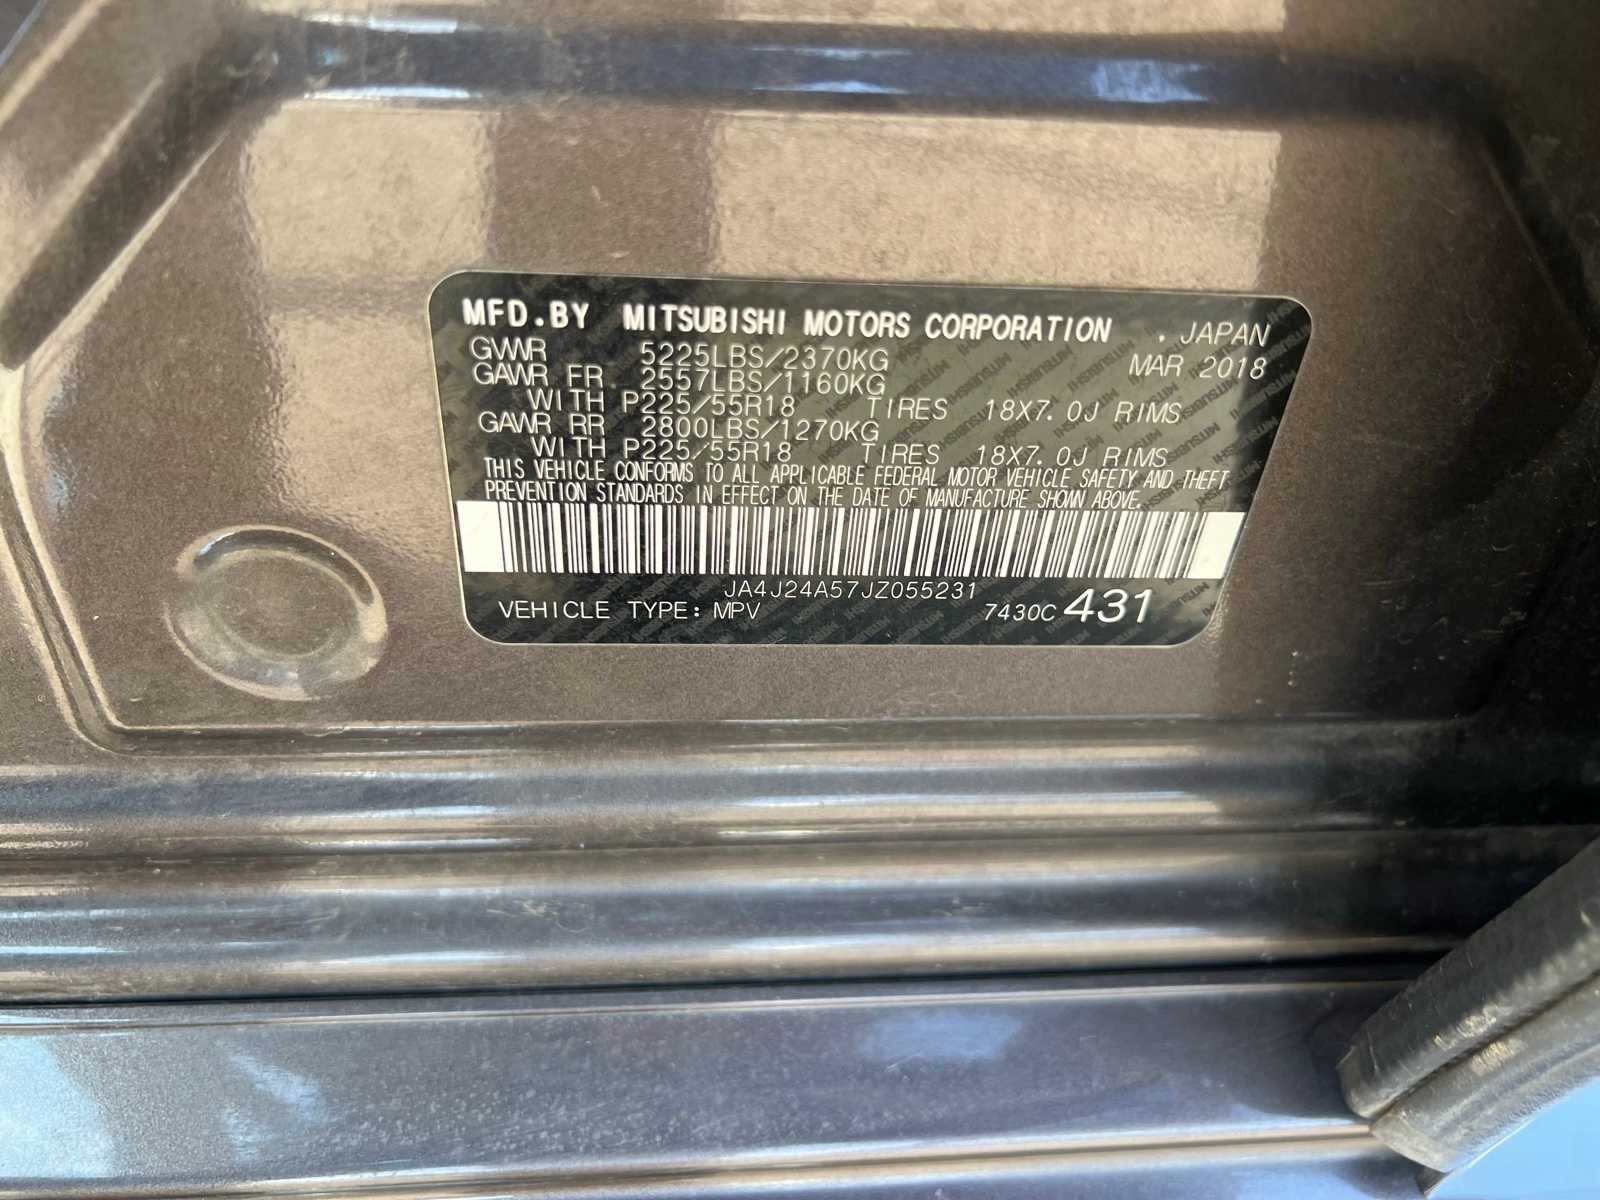 MFD.BY MITSUBISHI MOTORS CORPORATION . JAPAN
GVWR 5225LBS/2370KG MAR 2018
GAWR FR 2557LBS/1160KG
WITH P225/55R18 TIRES 18X7.0J RIMS
GAWR RR 2800LBS/1270KG
WITH P225/55R18 TIRES 18X7.0J RIMS
THIS VEHICLE CONFORMS TO ALL APPLICABLE FEDERAL MOTOR VEHICLE SAFETY AND THEFT
PREVENTION STANDARDS IN EFFECT ON THE DATE OF MANUFACTURE SHOWN ABOVE.
JA4J24A57JZ055231
VEHICLE TYPE: MPV 7430C 431